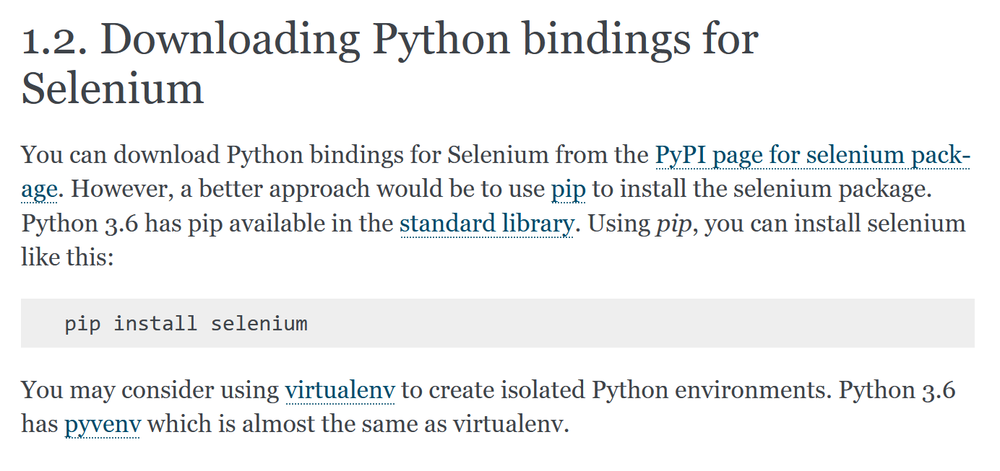 1.2. Downloading Python bindings for
Selenium
You can download Python bindings for Selenium from the PyPI page for selenium pack-
age. However, a better approach would be to use pip to install the selenium package.
Python 3.6 has pip available in the standard library. Using pip, you can install selenium
like this:
pip install selenium
You may consider using virtualenv to create isolated Python environments. Python 3.6
has pyvenv which is almost the same as virtualenv.